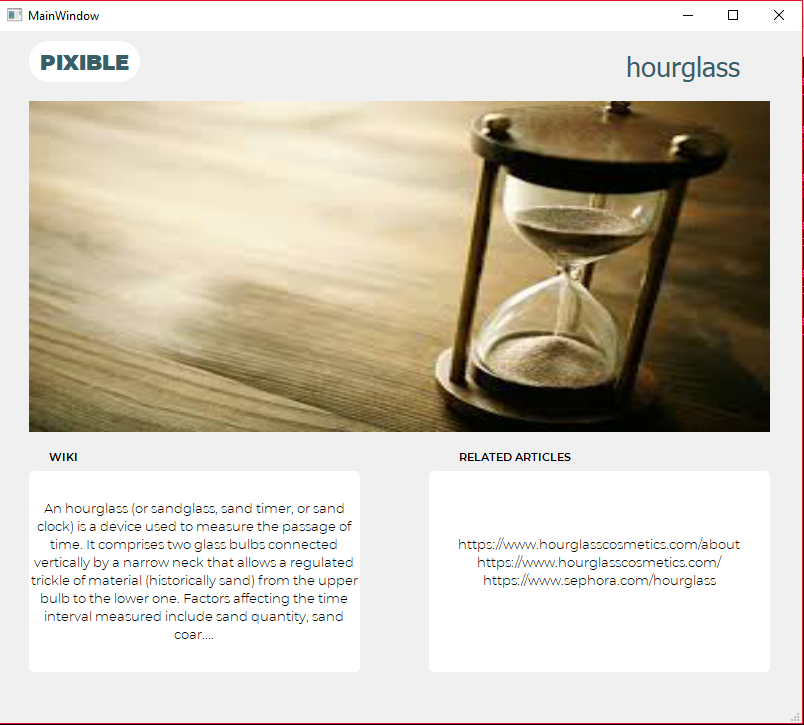 MainWindow
PIXIBLE
hourglass
WIKI
An hourglass (or sandglass, sand timer, or sand
clock) is a device used to measure the passage of
time. It comprises two glass bulbs connected
vertically by a narrow neck that allows a regulated
trickle of material (historically sand) from the upper
bulb to the lower one. Factors affecting the time
interval measured include sand quantity, sand
coar....
RELATED ARTICLES
https://www.hourglasscosmetics.com/about
https://www.hourglasscosmetics.com/
https://www.sephora.com/hourglass